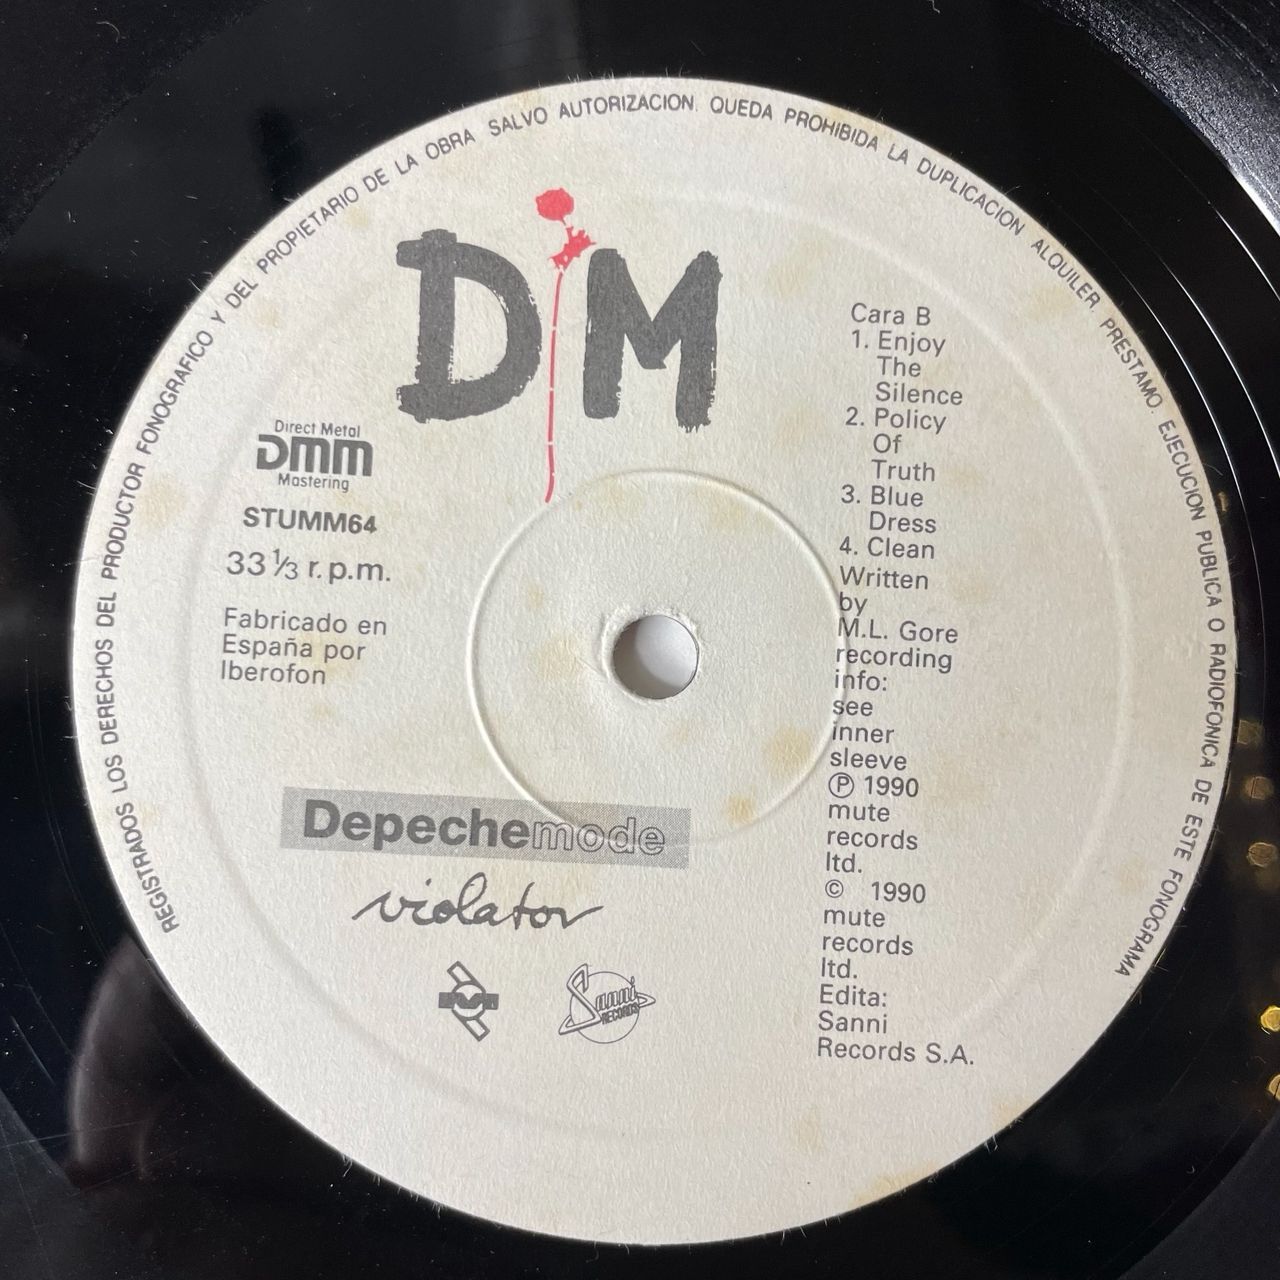 REGISTRADOS LOS DERECHOS DEL PRODUCTOR FONOGRAFICO Y DEL PROPIETARIO DE LA OBRA SALVO AUTORIZACION. QUEDA PROHIBIDA LA DUPLICACION ALQUILER. PRESTAMO. EJECUCION PUBLICA O RADIOFONICA DE ESTE FONOGRAMA
DM
Direct Metal
DMM
Mastering
STUMM64
33 ⅓ r.p.m.
Fabricado en
España por
Iberofon
Cara B
1. Enjoy
The
Silence
2. Policy
Of
Truth
3. Blue
Dress
4. Clean
Written
by
M.L. Gore
recording
info:
see
inner
sleeve
℗ 1990
mute
records
ltd.
© 1990
mute
records
ltd.
Edita:
Sanni
Records S.A.
Depechemode
violator
Sanni
RECORDS